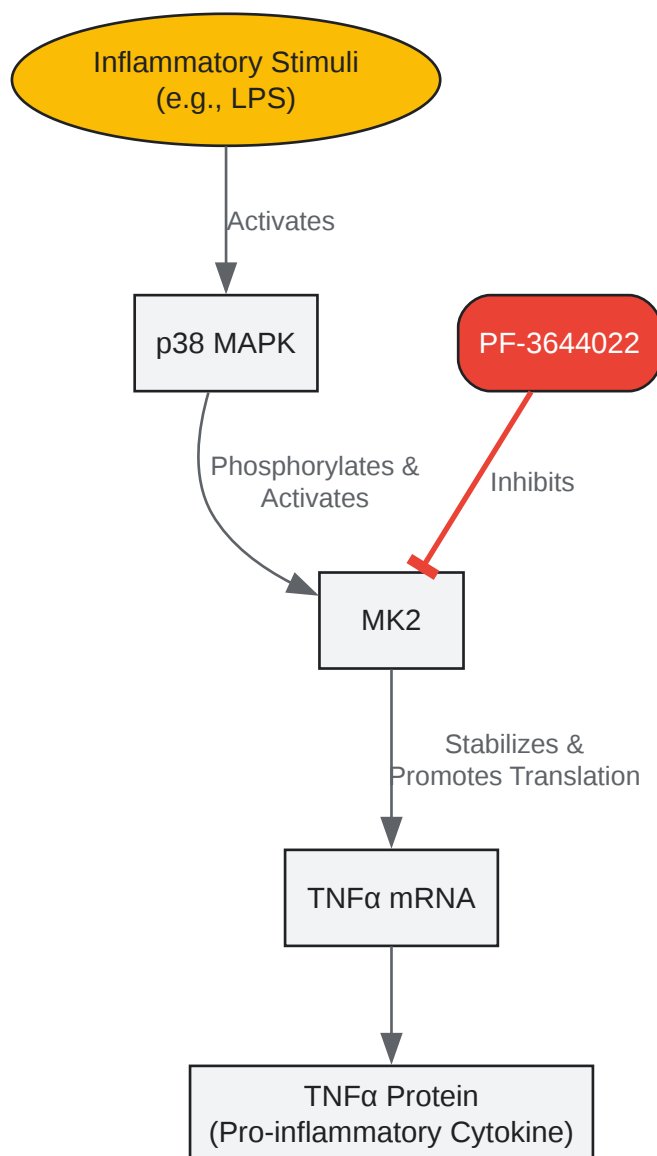 Inflammatory Stimuli
(e.g., LPS)
Activates
p38 MAPK
PF-3644022
Phosphorylates &
Activates
Inhibits
MK2
Stabilizes &
Promotes Translation
TNFα mRNA
TNFα Protein
(Pro-inflammatory Cytokine)